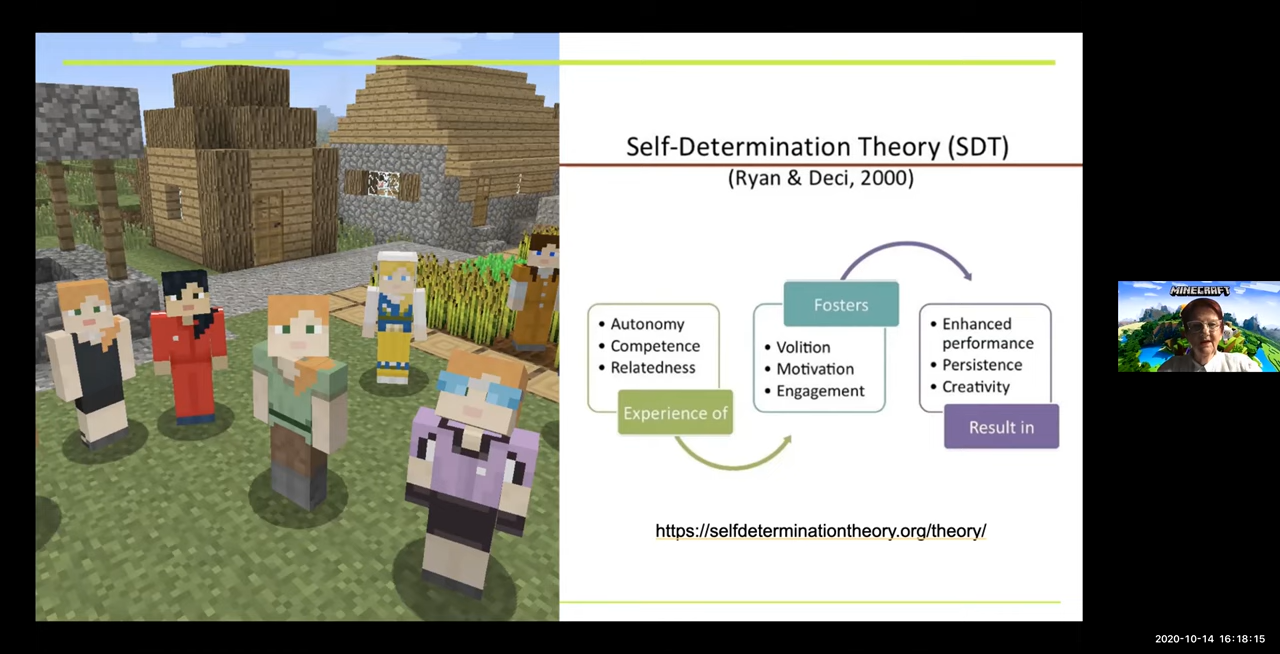 Self-Determination Theory (SDT)
(Ryan & Deci, 2000)
• Autonomy
• Competence
• Relatedness
Experience of
Fosters
• Volition
• Motivation
• Engagement
• Enhanced
performance
• Persistence
• Creativity
Result in
https://selfdeterminationtheory.org/theory/
MINECRAFT
2020-10-14 16:18:15